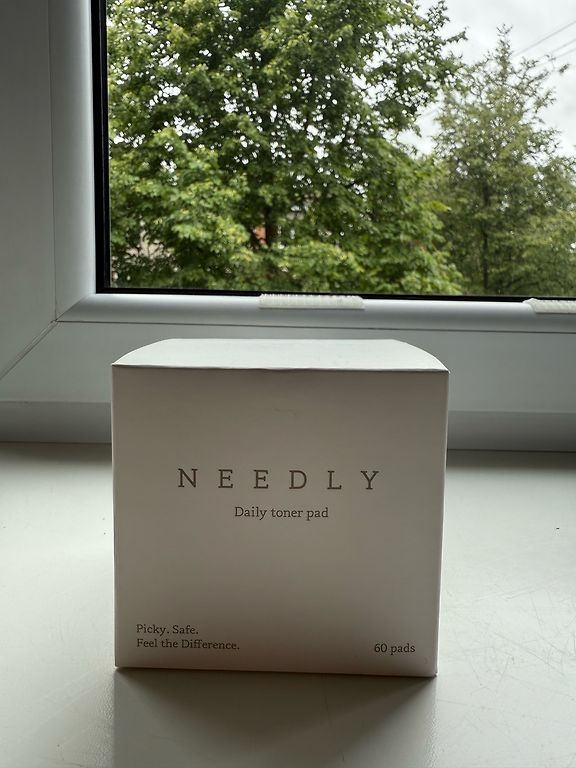 NEEDLY
Daily toner pad
Picky. Safe.
Feel the Difference.
60 pads